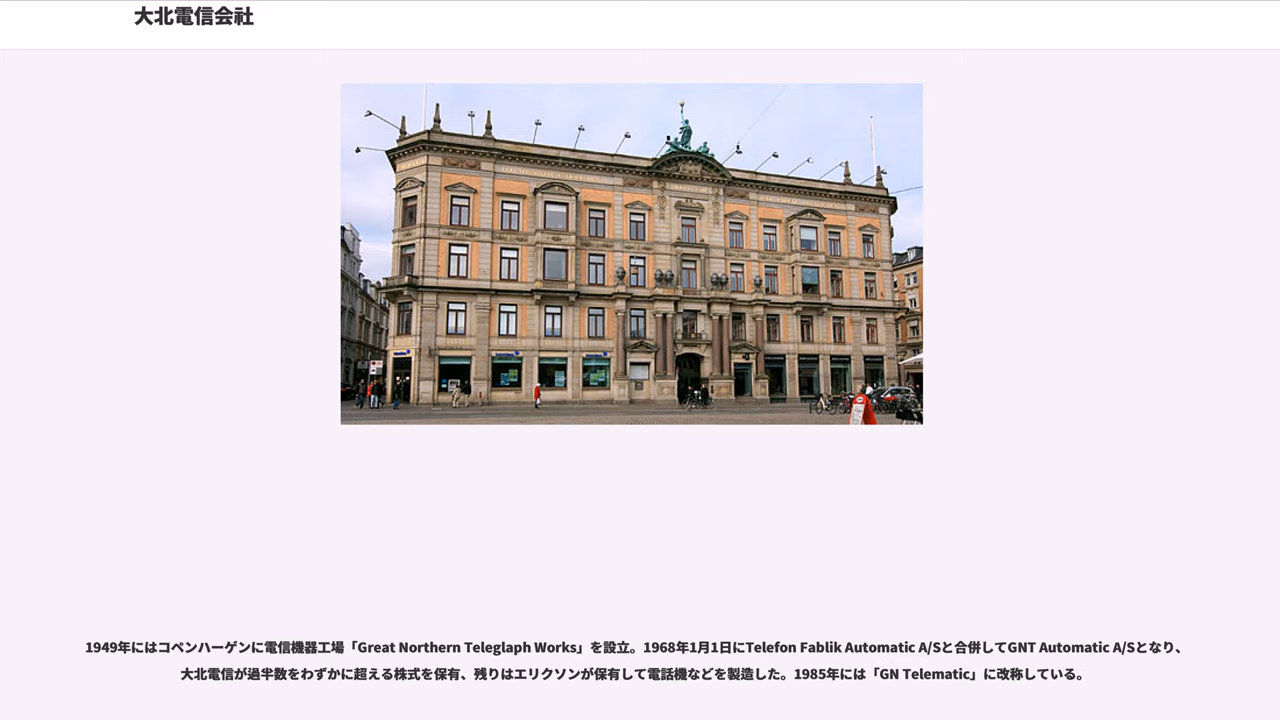 大北電信会社
1949年にはコペンハーゲンに電信機器工場「Great Northern Teleglaph Works」を設立。1968年1月1日にTelefon Fablik Automatic A/Sと合併してGNT Automatic A/Sとなり、
大北電信が過半数をわずかに超える株式を保有、残りはエリクソンが保有して電話機などを製造した。1985年には「GN Telematic」に改称している。